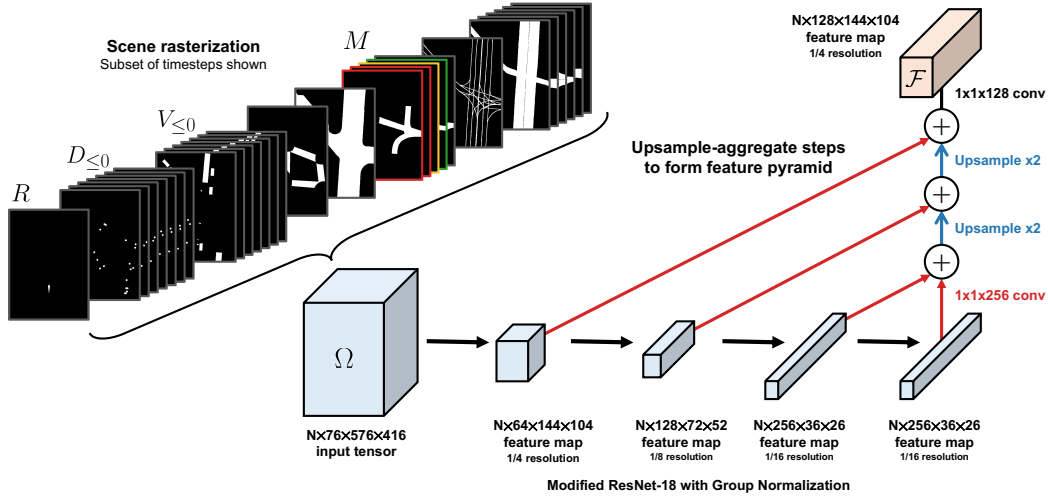 Scene rasterization
Subset of timesteps shown
R
D≤0
V≤0
M
N×128×144×104
feature map
1/4 resolution
F
1x1x128 conv
+
Upsample x2
+
Upsample x2
+
1x1x256 conv
Upsample-aggregate steps
to form feature pyramid
Ω
N×76×576×416
input tensor
N×64×144×104
feature map
1/4 resolution
N×128×72×52
feature map
1/8 resolution
N×256×36×26
feature map
1/16 resolution
N×256×36×26
feature map
1/16 resolution
Modified ResNet-18 with Group Normalization